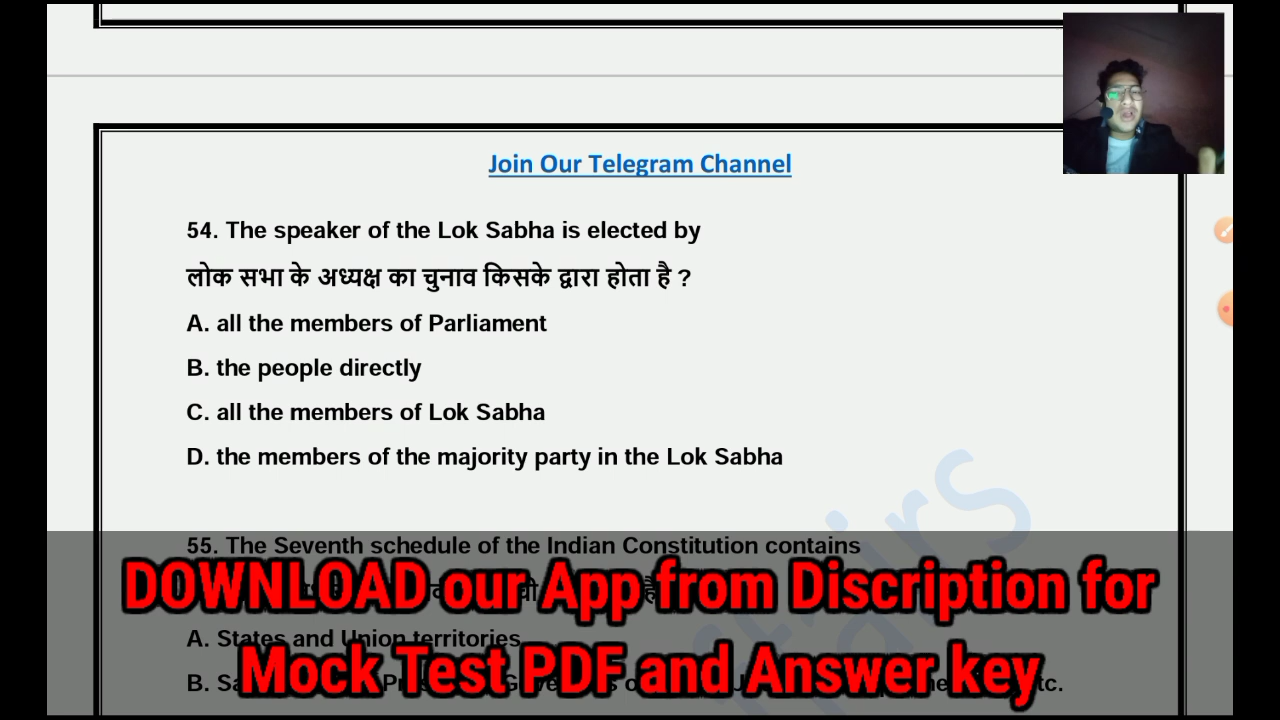 Join Our Telegram Channel
54. The speaker of the Lok Sabha is elected by
लोक सभा के अध्यक्ष का चुनाव किसके द्वारा होता है ?
A. all the members of Parliament
B. the people directly
C. all the members of Lok Sabha
D. the members of the majority party in the Lok Sabha
55. The Seventh schedule of the Indian Constitution contains
DOWNLOAD our App from Discription for
A. States and Union territories
Mock Test PDF and Answer key
B.